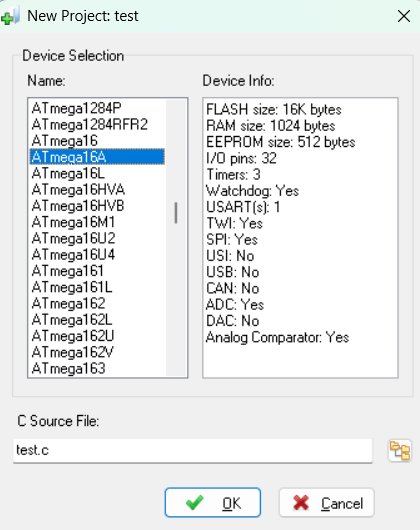 New Project: test
Device Selection
Name:
ATmega1284P
ATmega1284RFR2
ATmega16
ATmega16A
ATmega16L
ATmega16HVA
ATmega16HVB
ATmega16M1
ATmega16U2
ATmega16U4
ATmega161
ATmega161L
ATmega162
ATmega162L
ATmega162U
ATmega162V
ATmega163
Device Info:
FLASH size: 16K bytes
RAM size: 1024 bytes
EEPROM size: 512 bytes
I/O pins: 32
Timers: 3
Watchdog: Yes
USART(s): 1
TWI: Yes
SPI: Yes
USI: No
USB: No
CAN: No
ADC: Yes
DAC: No
Analog Comparator: Yes
C Source File:
test.c
OK
Cancel